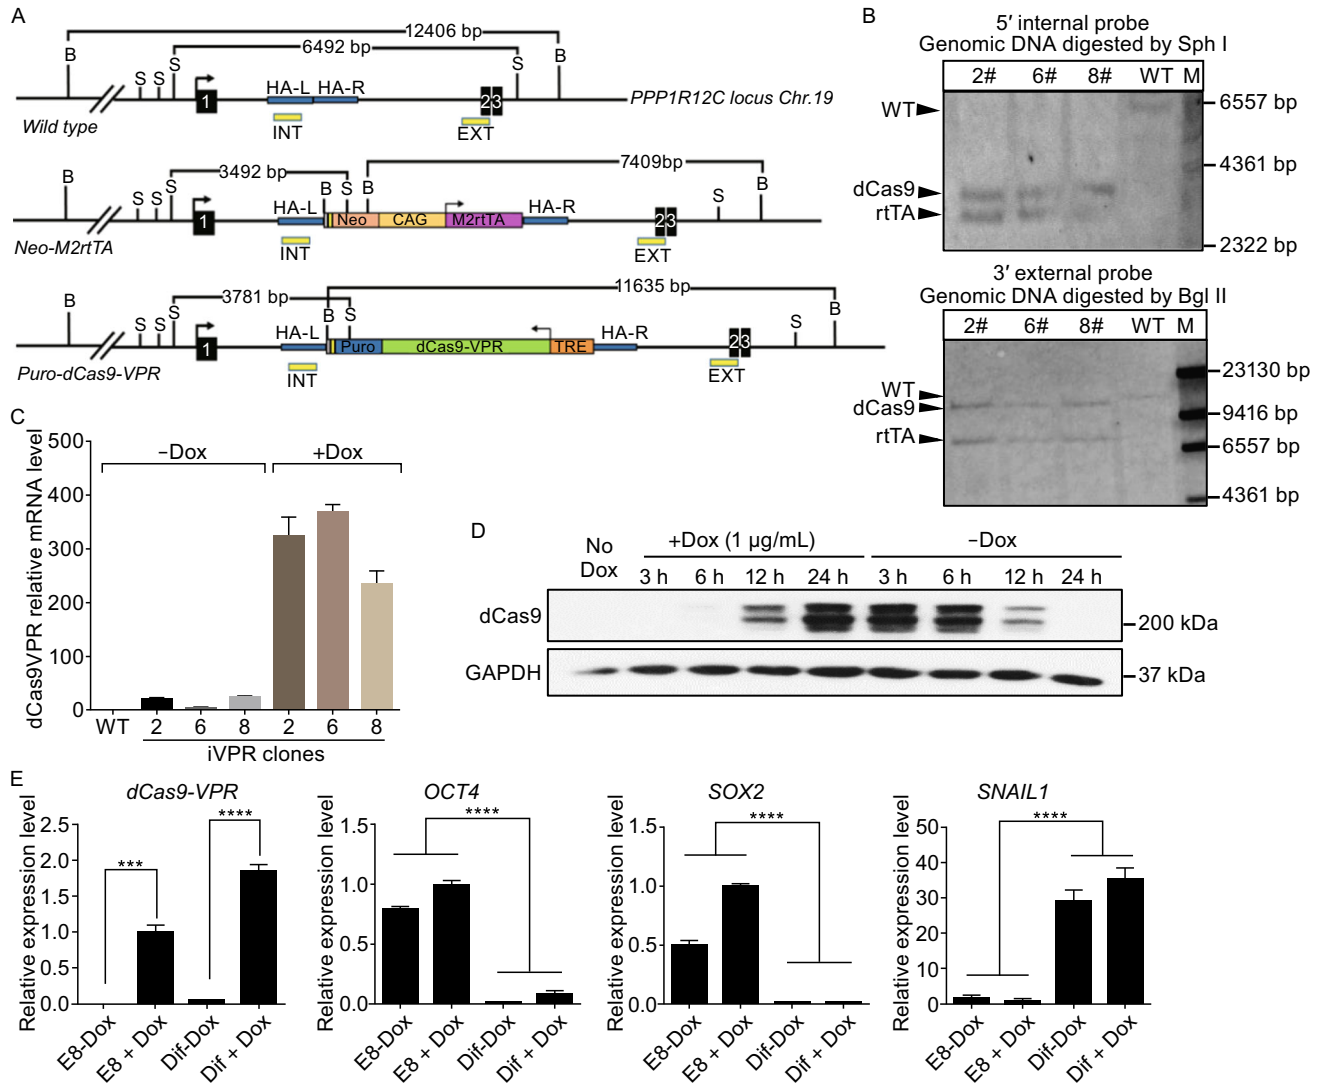 A
12406 bp
6492 bp
B
S S S
S
B
1
HA-L HA-R
23
PPP1R12C locus Chr.19
Wild type
INT
EXT
3492 bp
7409bp
B
S S S
B S B
S
B
1
HA-L
Neo
CAG
M2rtTA
HA-R
23
Neo-M2rtTA
INT
EXT
3781 bp
11635 bp
B
S S S
B S
S
B
1
HA-L
Puro
dCas9-VPR
TRE
HA-R
23
Puro-dCas9-VPR
INT
EXT
B
5′ internal probe
Genomic DNA digested by Sph I
2# 6# 8# WT M
WT
dCas9
rtTA
6557 bp
4361 bp
2322 bp
3′ external probe
Genomic DNA digested by Bgl II
2# 6# 8# WT M
WT
dCas9
rtTA
23130 bp
9416 bp
6557 bp
4361 bp
C
dCas9VPR relative mRNA level
500
400
300
200
100
0
–Dox
+Dox
WT 2 6 8 2 6 8
iVPR clones
D
No Dox
+Dox (1 µg/mL)
–Dox
3 h 6 h 12 h 24 h 3 h 6 h 12 h 24 h
dCas9
200 kDa
GAPDH
37 kDa
E
dCas9-VPR
Relative expression level
2.5
2.0
1.5
1.0
0.5
0.0
***
****
E8-Dox
E8 + Dox
Dif-Dox
Dif + Dox
OCT4
Relative expression level
1.5
1.0
0.5
0.0
****
E8-Dox
E8 + Dox
Dif-Dox
Dif + Dox
SOX2
Relative expression level
1.5
1.0
0.5
0.0
****
E8-Dox
E8 + Dox
Dif-Dox
Dif + Dox
SNAIL1
Relative expression level
50
40
30
20
10
0
****
E8-Dox
E8 + Dox
Dif-Dox
Dif + Dox